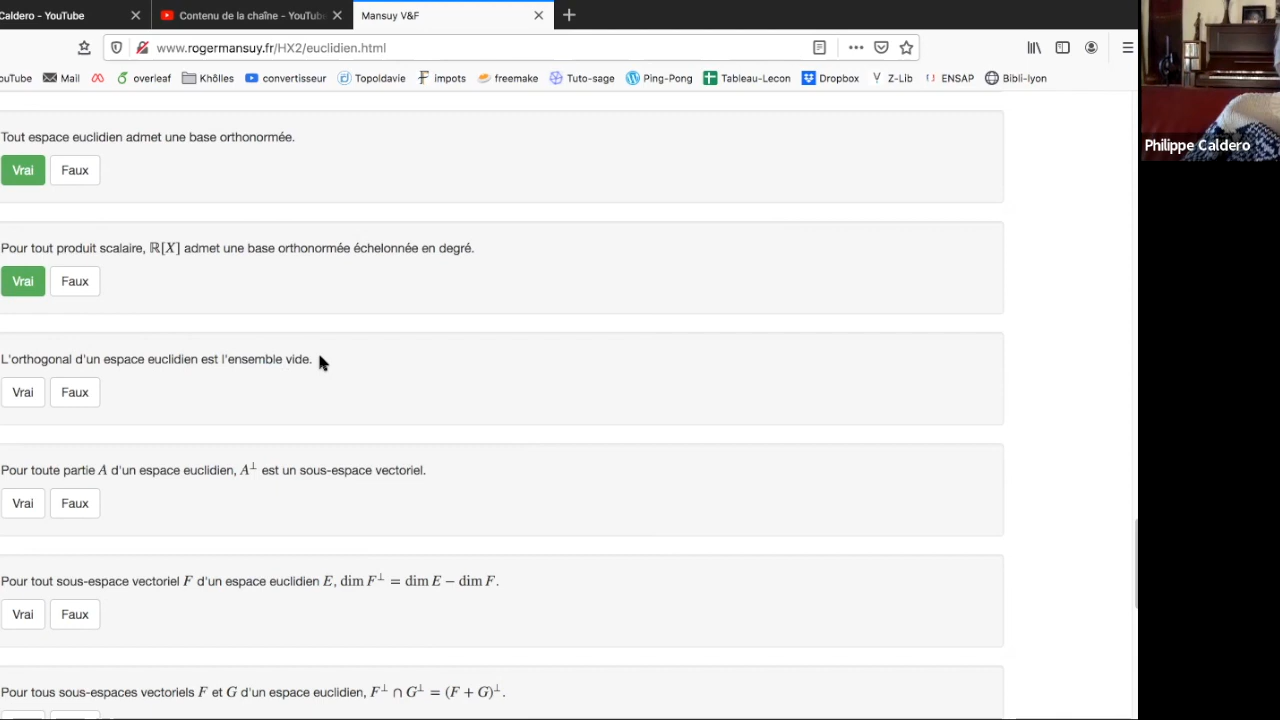 Caldero - YouTube
Contenu de la chaîne - YouTube
Mansuy V&F
www.rogermansuy.fr/HX2/euclidien.html
ouTube Mail overleaf Khôlles convertisseur Topoldavie impots freemake Tuto-sage Ping-Pong Tableau-Lecon Dropbox Z-Lib ENSAP Bibli-lyon
Philippe Caldero
Tout espace euclidien admet une base orthonormée.
Vrai Faux
Pour tout produit scalaire, ℝ[X] admet une base orthonormée échelonnée en degré.
Vrai Faux
L'orthogonal d'un espace euclidien est l'ensemble vide.
Vrai Faux
Pour toute partie A d'un espace euclidien, A⊥ est un sous-espace vectoriel.
Vrai Faux
Pour tout sous-espace vectoriel F d'un espace euclidien E, dim F⊥ = dim E − dim F.
Vrai Faux
Pour tous sous-espaces vectoriels F et G d'un espace euclidien, F⊥ ∩ G⊥ = (F + G)⊥.